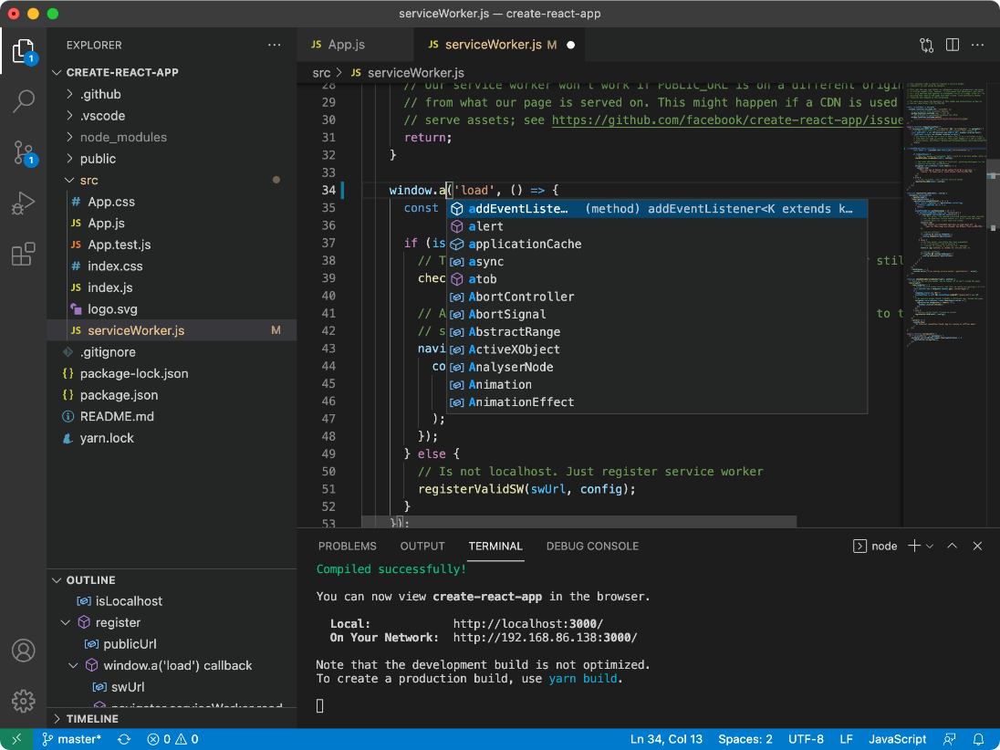 serviceWorker.js — create-react-app
EXPLORER
JS App.js
JS serviceWorker.js M
CREATE-REACT-APP
src > JS serviceWorker.js
1
1
.github
.vscode
node_modules
public
src
# App.css
JS App.js
JS App.test.js
# index.css
JS index.js
logo.svg
JS serviceWorker.js M
.gitignore
{} package-lock.json
{} package.json
README.md
yarn.lock
OUTLINE
isLocalhost
register
publicUrl
window.a('load') callback
swUrl
TIMELINE
28 // Our service worker won't work if PUBLIC_URL is on a different origin
29 // from what our page is served on. This might happen if a CDN is used
30 // serve assets; see https://github.com/facebook/create-react-app/issue
31 return;
32 }
33
34 window.a('load', () => {
35 const
36
37 if (is
38 // T stil
39 chec
40
41 // A to t
42 // s
43 navi
44 co
45
46
47 );
48 });
49 } else {
50 // Is not localhost. Just register service worker
51 registerValidSW(swUrl, config);
52 }
53 });
addEventListe… (method) addEventListener<K extends k…
alert
applicationCache
async
atob
AbortController
AbortSignal
AbstractRange
ActiveXObject
AnalyserNode
Animation
AnimationEffect
PROBLEMS OUTPUT TERMINAL DEBUG CONSOLE
node
Compiled successfully!
You can now view create-react-app in the browser.
Local: http://localhost:3000/
On Your Network: http://192.168.86.138:3000/
Note that the development build is not optimized.
To create a production build, use yarn build.
master* 0 0 Ln 34, Col 13 Spaces: 2 UTF-8 LF JavaScript